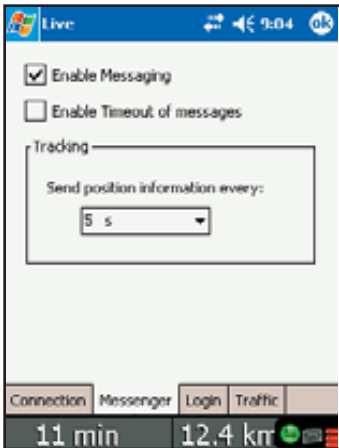 Live 9:04 ok
Enable Messaging
Enable Timeout of messages
Tracking
Send position information every:
5 s
Connection Messenger Login Traffic
11 min 12.4 km